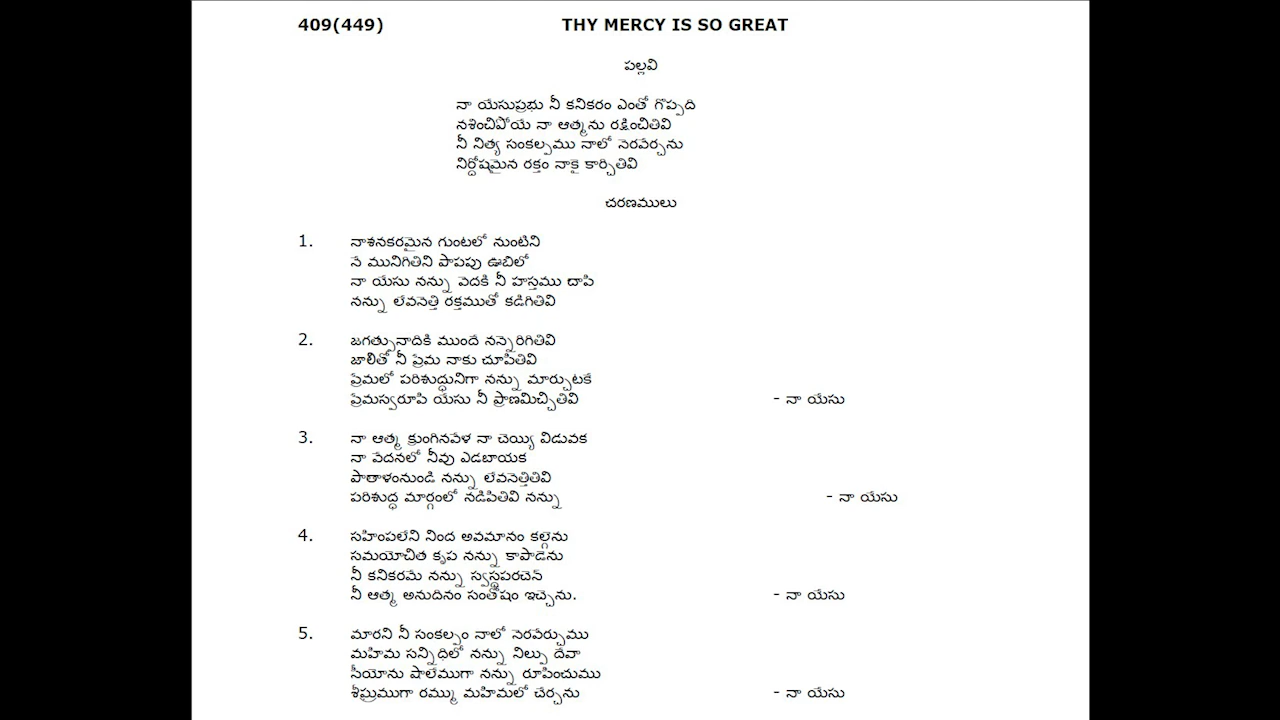 409(449) THY MERCY IS SO GREAT
పల్లవి
నా యేసుప్రభు నీ కనికరం ఎంతో గొప్పది
నశించిపోయే నా ఆత్మను రక్షించితివి
నీ నిత్య సంకల్పము నాలో నెరవేర్చను
నిర్దోషమైన రక్తం నాకై కార్చితివి
చరణములు
1. నాశనకరమైన గుంటలో నుంటిని
నే మునిగితిని పాపపు ఊబిలో
నా యేసు నన్ను వెదకి నీ హస్తము చాపి
నన్ను లేవనెత్తి రక్తముతో కడిగితివి
2. జగత్పునాదికి ముందే నన్నెరిగితివి
జాలితో నీ ప్రేమ నాకు చూపితివి
ప్రేమలో పరిశుద్ధునిగా నన్ను మార్చుటకే
ప్రేమస్వరూపి యేసు నీ ప్రాణమిచ్చితివి - నా యేసు
3. నా ఆత్మ క్రుంగినవేళ నా చెయ్యి విడువక
నా వేదనలో నీవు ఎడబాయక
పాతాళంనుండి నన్ను లేవనెత్తితివి
పరిశుద్ధ మార్గంలో నడిపితివి నన్ను - నా యేసు
4. సహింపలేని నింద అవమానం కల్గెను
సమయోచిత కృప నన్ను కాపాడెను
నీ కనికరమే నన్ను స్వస్థపరచెన్
నీ ఆత్మ అనుదినం సంతోషం ఇచ్చెను. - నా యేసు
5. మారని నీ సంకల్పం నాలో నెరవేర్చుము
మహిమ సన్నిధిలో నన్ను నిల్పు దేవా
సీయోను షాలేముగా నన్ను రూపించుము
శీఘ్రముగా రమ్ము మహిమలో చేర్చను - నా యేసు